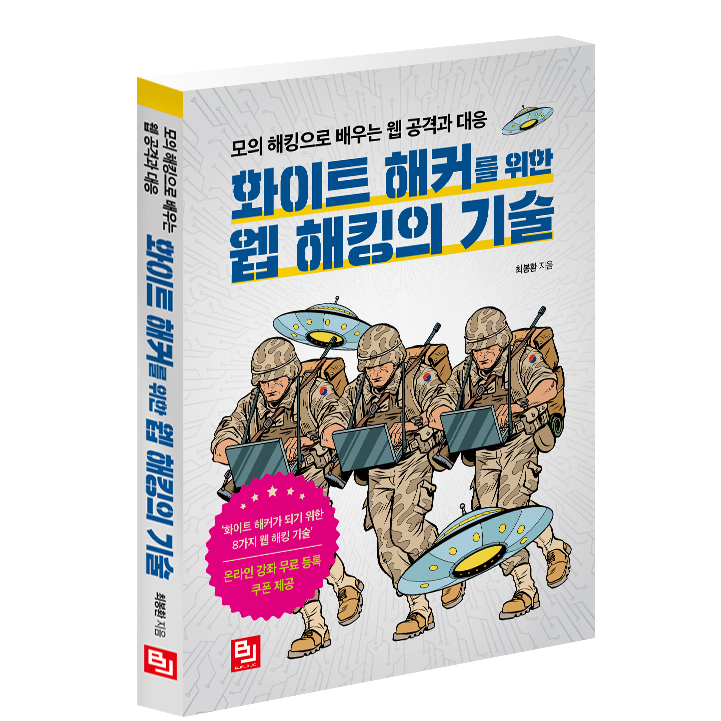 모의 해킹으로 배우는 웹 공격과 대응
화이트 해커를 위한
웹 해킹의 기술
최봉환 지음
'화이트 해커가 되기 위한
8가지 웹 해킹 기술'
온라인 강좌 무료 등록
쿠폰 제공
BJ
모의 해킹으로 배우는
웹 공격과 대응
화이트 해커를 위한 웹 해킹의 기술
최봉환 지음
BJ